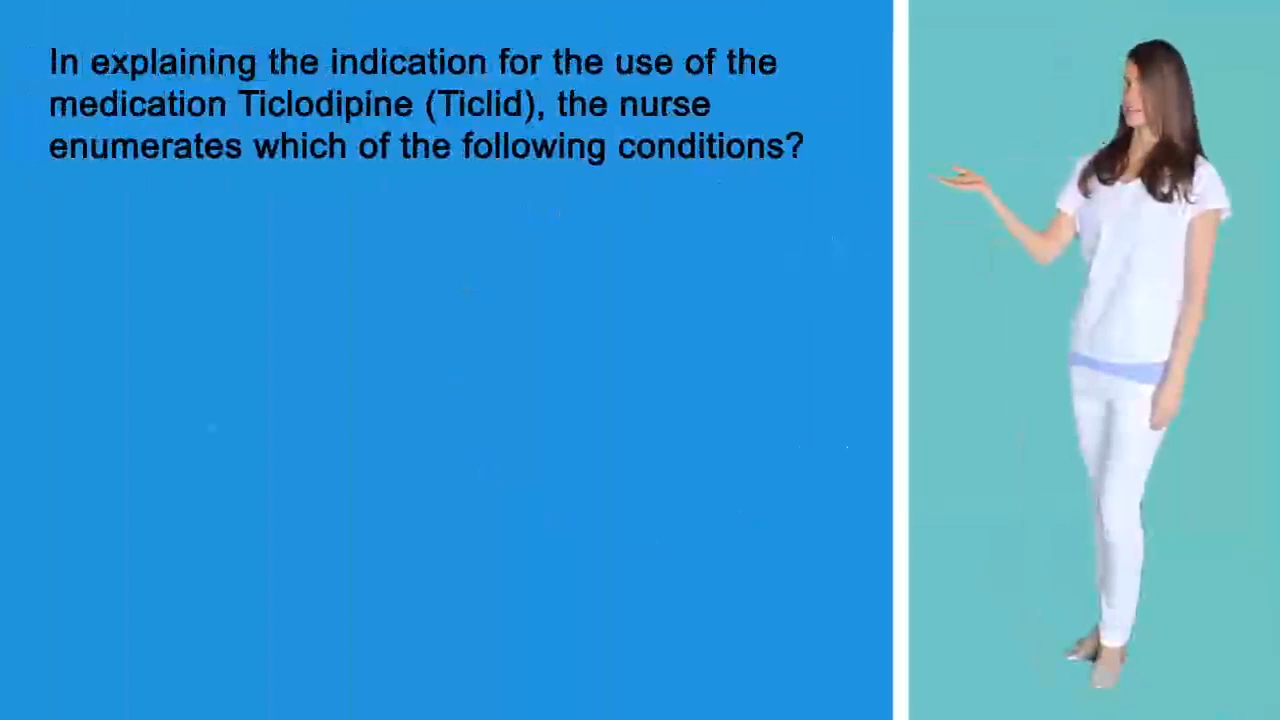 In explaining the indication for the use of the
medication Ticlodipine (Ticlid), the nurse
enumerates which of the following conditions?